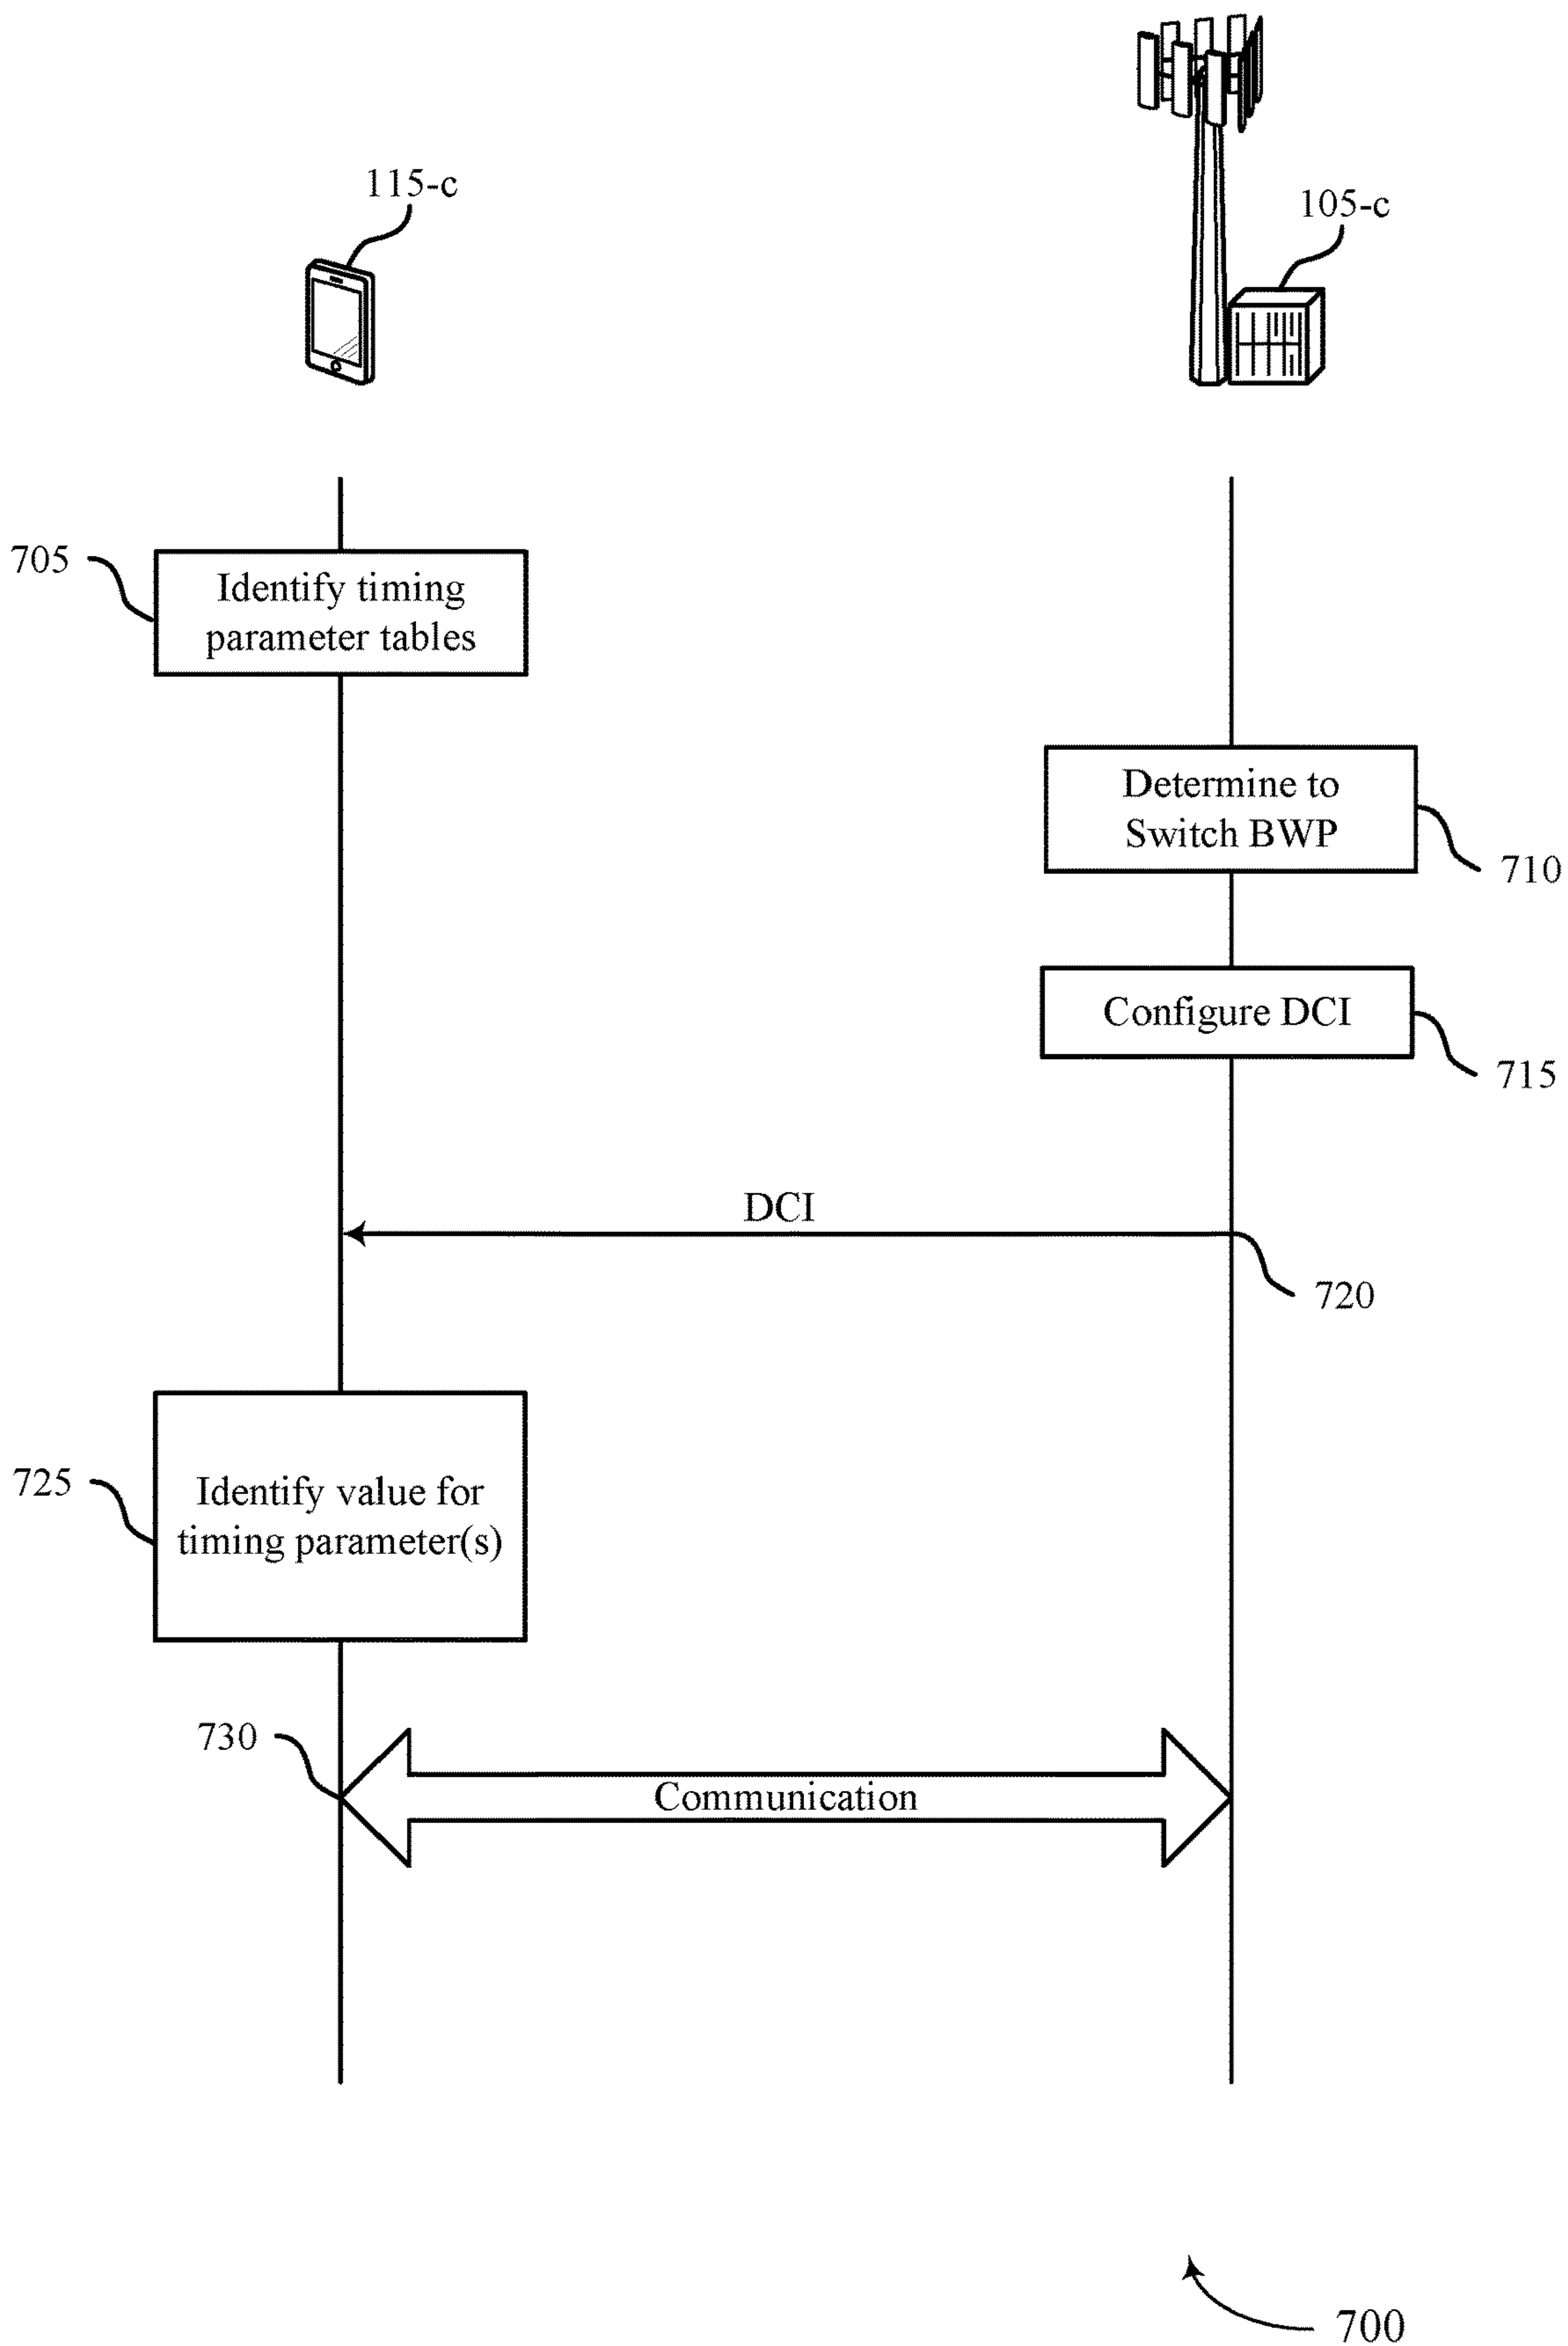 115-c
105-c
705
Identify timing
parameter tables
Determine to
Switch BWP
710
Configure DCI
715
DCI
720
725
Identify value for
timing parameter(s)
730
Communication
700